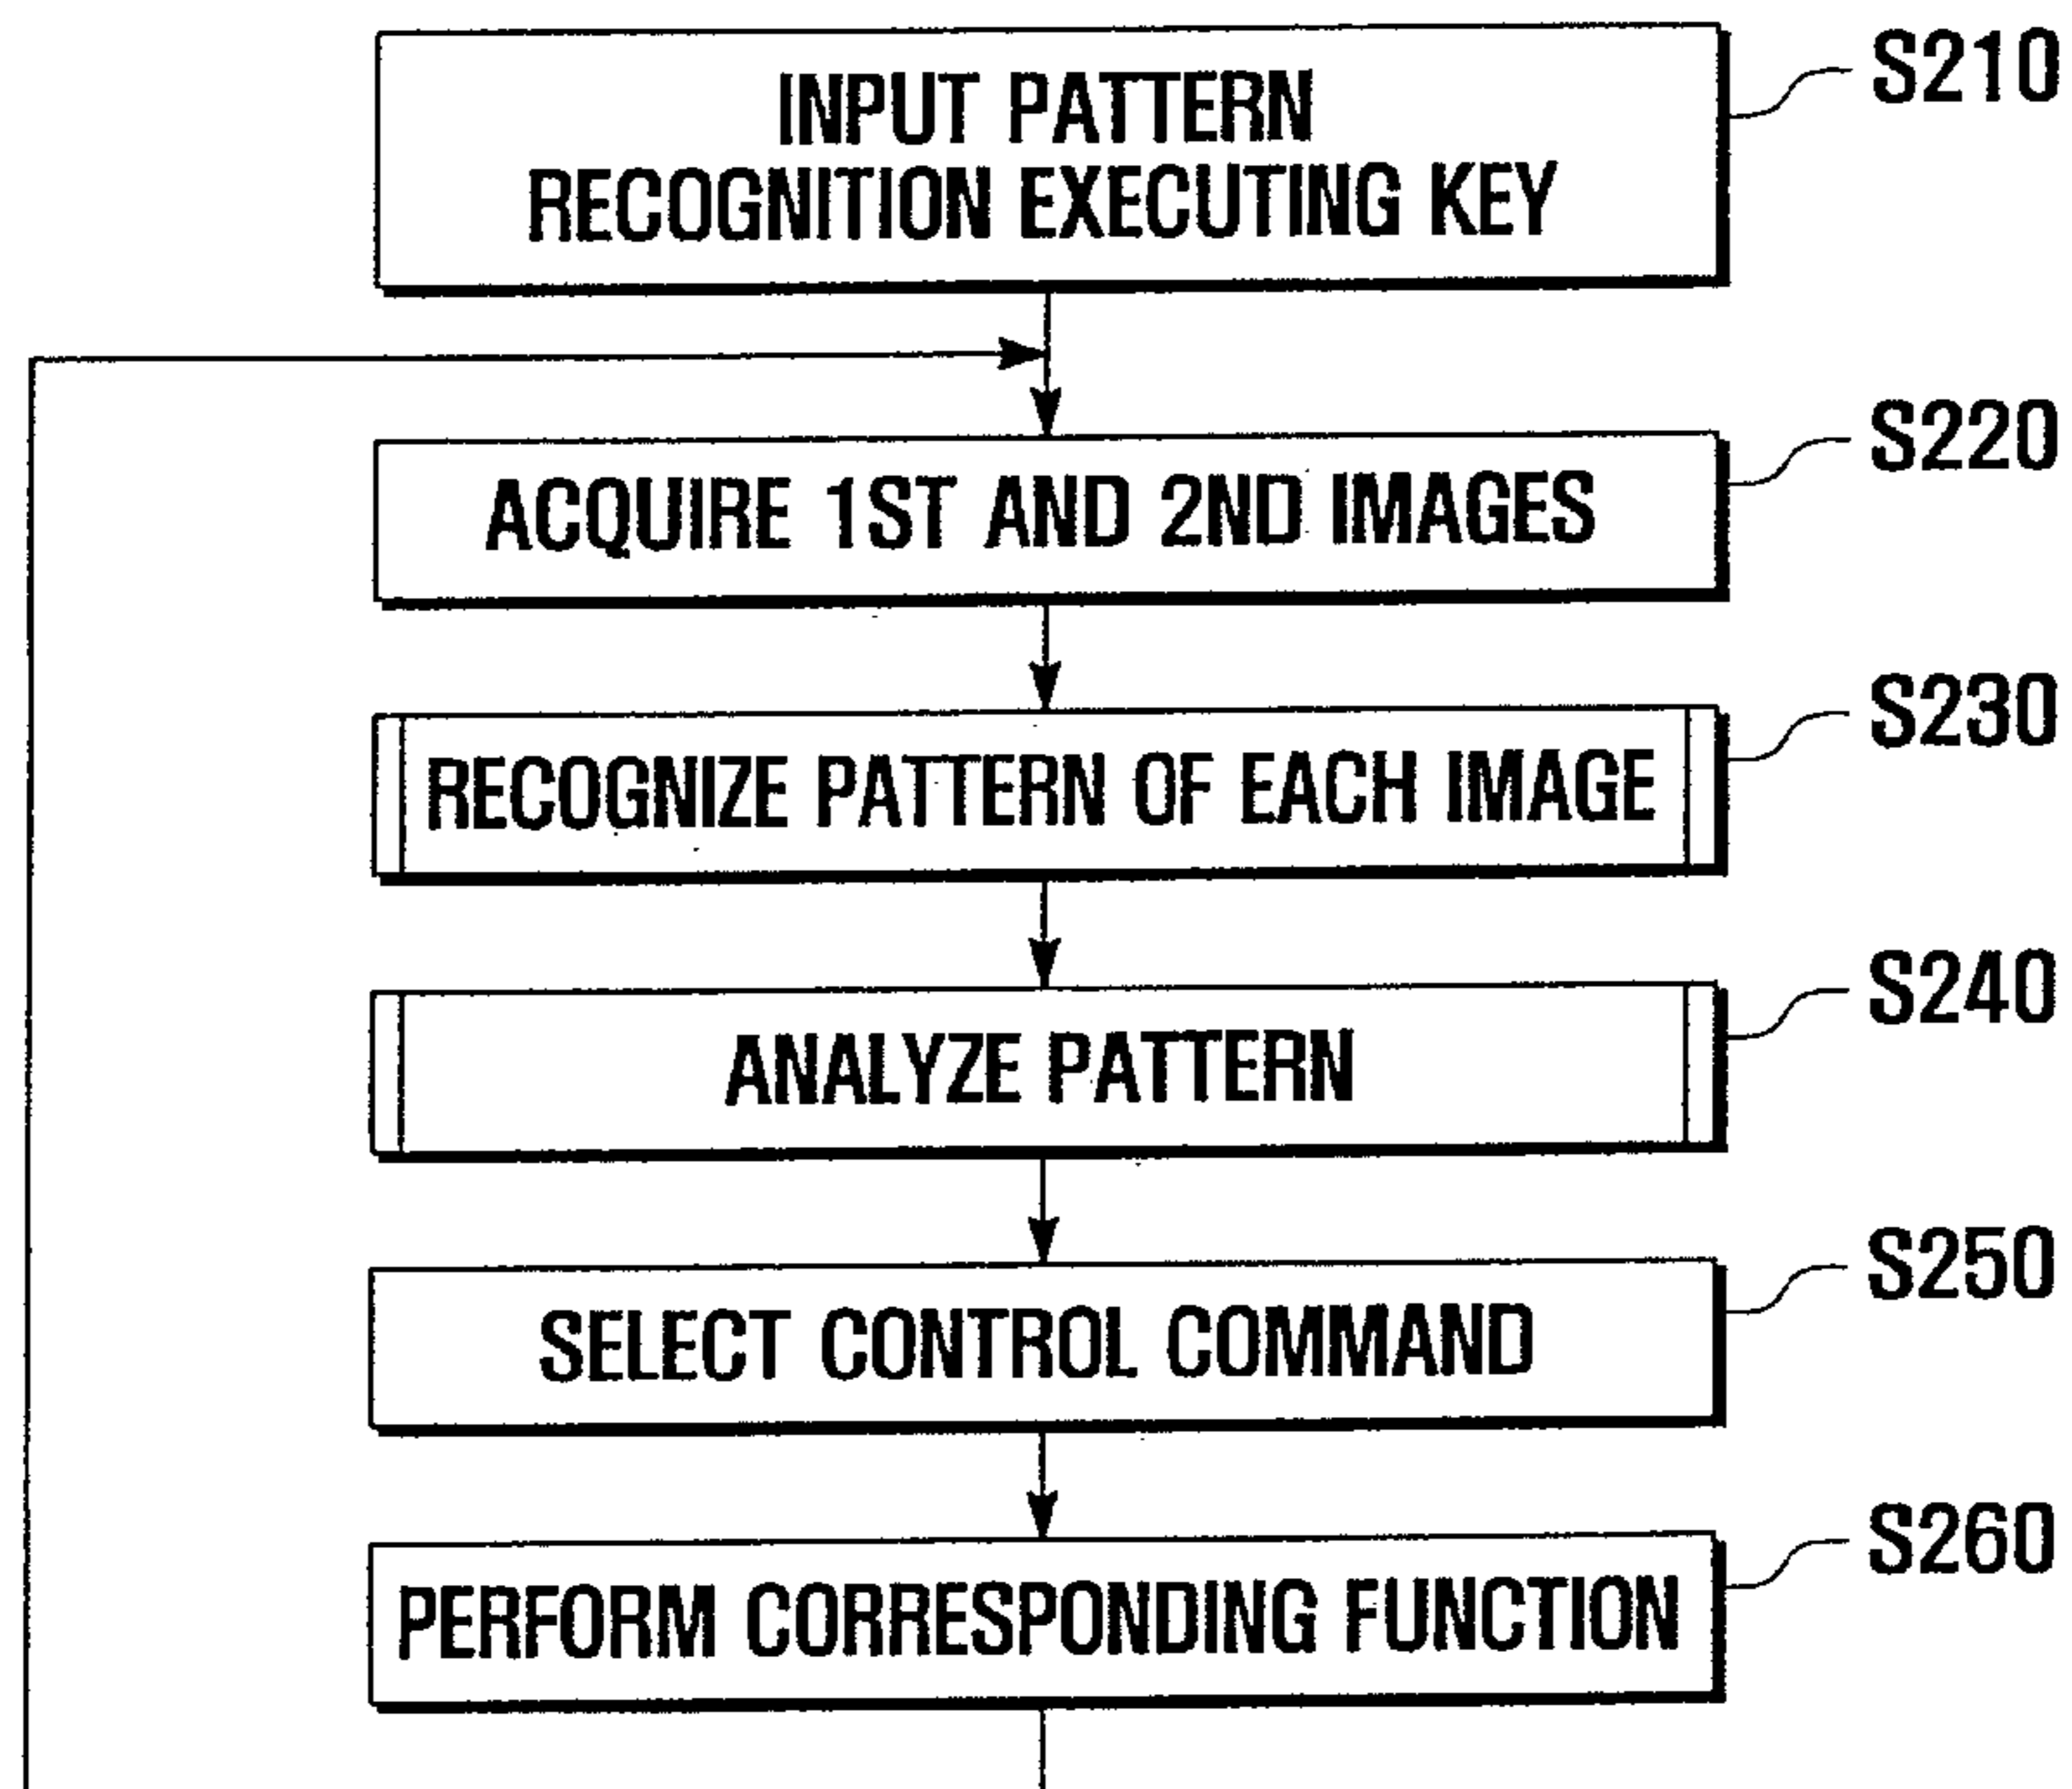 INPUT PATTERN
RECOGNITION EXECUTING KEY
S210
ACQUIRE 1ST AND 2ND IMAGES
S220
RECOGNIZE PATTERN OF EACH IMAGE
S230
ANALYZE PATTERN
S240
SELECT CONTROL COMMAND
S250
PERFORM CORRESPONDING FUNCTION
S260